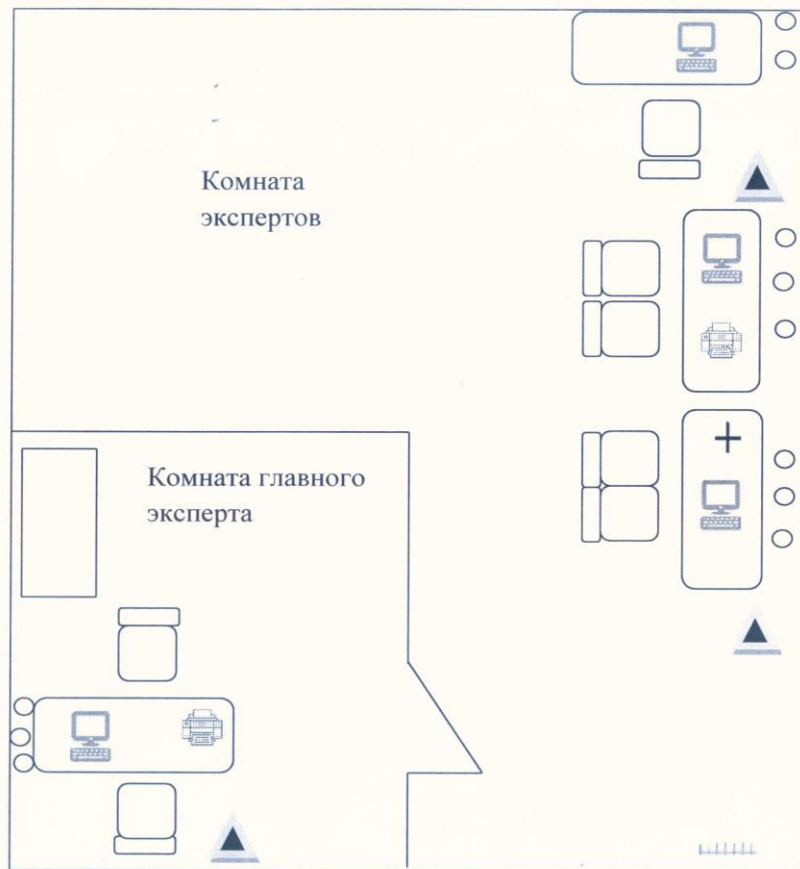 Комната
экспертов
Комната главного
эксперта